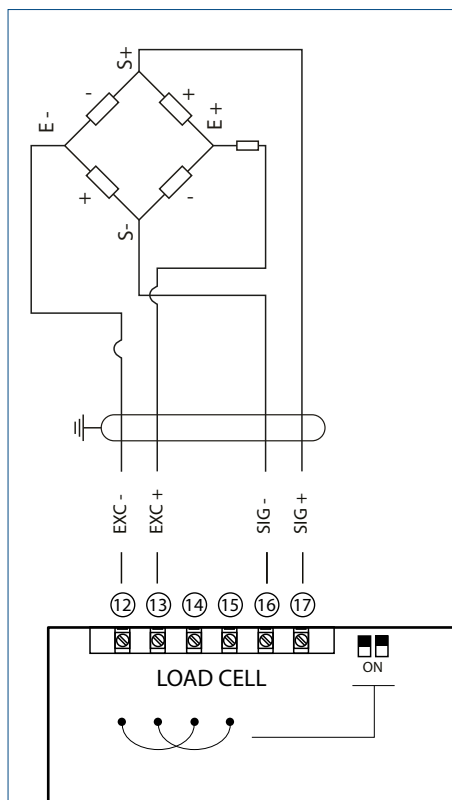 S+
-
+
E -
E +
+
-
S-
EXC -
EXC +
SIG -
SIG +
12 13 14 15 16 17
LOAD CELL
ON